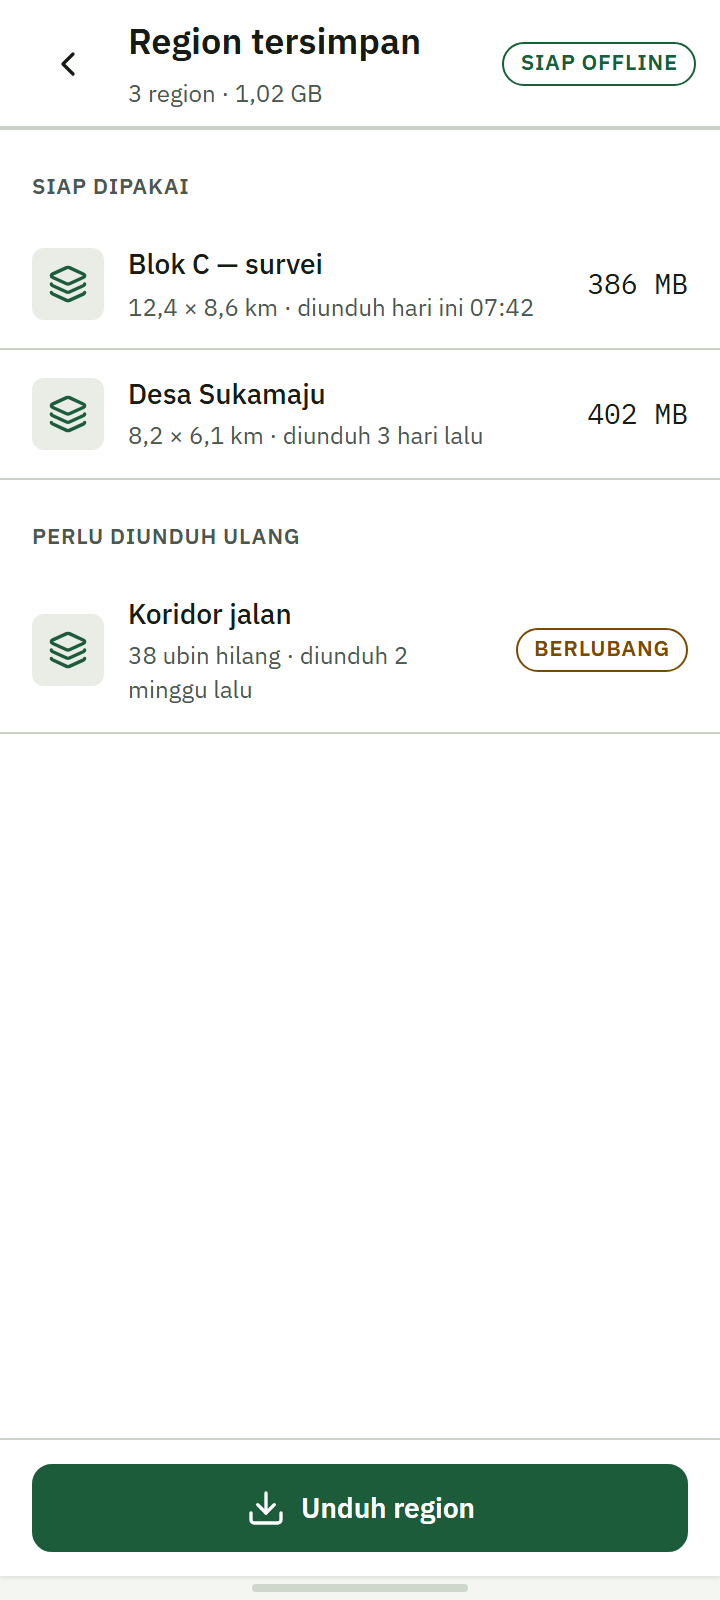 Region tersimpan
3 region · 1,02 GB
SIAP OFFLINE
SIAP DIPAKAI
Blok C — survei
12,4 × 8,6 km · diunduh hari ini 07:42
386 MB
Desa Sukamaju
8,2 × 6,1 km · diunduh 3 hari lalu
402 MB
PERLU DIUNDUH ULANG
Koridor jalan
38 ubin hilang · diunduh 2
minggu lalu
BERLUBANG
Unduh region